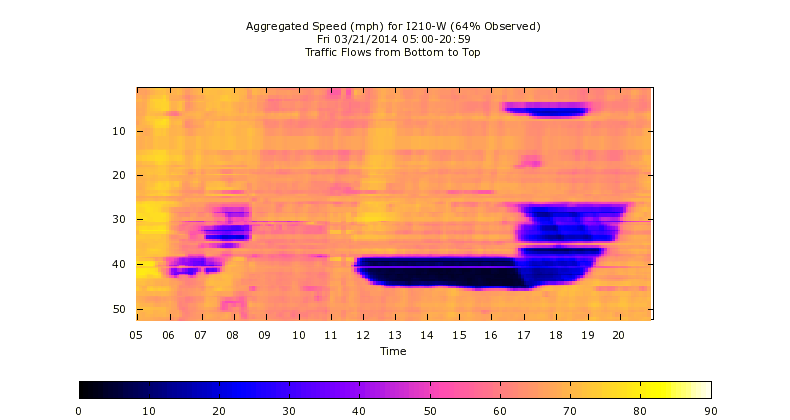 Aggregated Speed (mph) for I210-W (64% Observed)
Fri 03/21/2014 05:00-20:59
Traffic Flows from Bottom to Top
10
20
30
40
50
05 06 07 08 09 10 11 12 13 14 15 16 17 18 19 20
Time
0 10 20 30 40 50 60 70 80 90